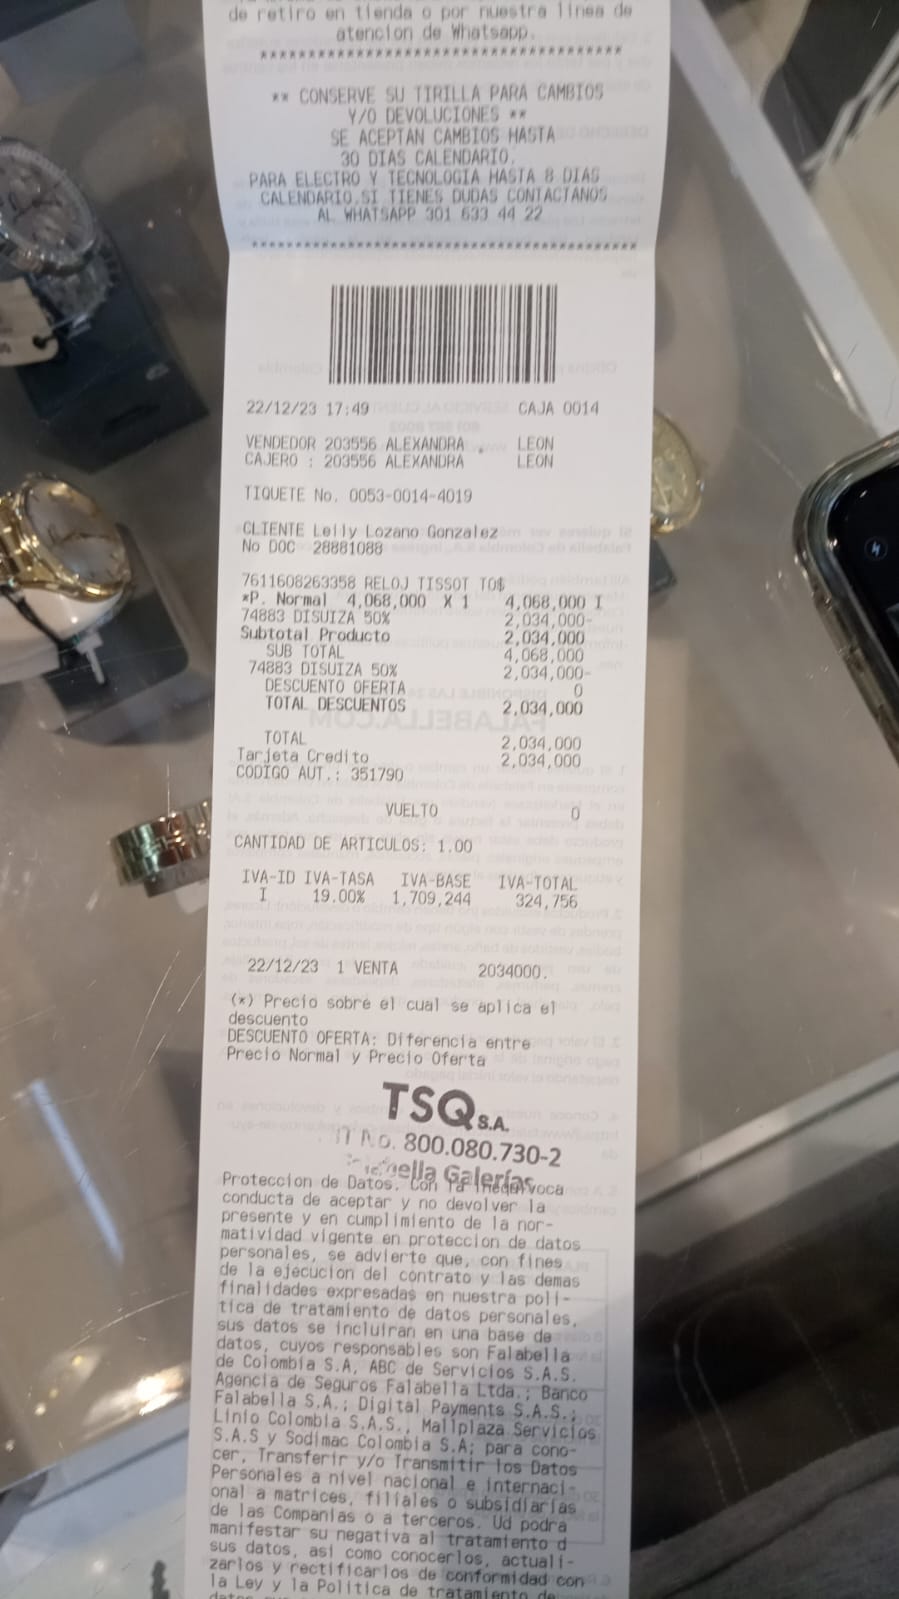 de retiro en tienda o por nuestra linea de
atencion de Whatsapp.
****************************************
** CONSERVE SU TIRILLA PARA CAMBIOS
Y/O DEVOLUCIONES **
SE ACEPTAN CAMBIOS HASTA
30 DIAS CALENDARIO.
PARA ELECTRO Y TECNOLOGIA HASTA 8 DIAS
CALENDARIO.SI TIENES DUDAS CONTACTANOS
AL WHATSAPP 301 633 44 22
****************************************
22/12/23 17:49 CAJA 0014
VENDEDOR 203556 ALEXANDRA . LEON
CAJERO : 203556 ALEXANDRA LEON
TIQUETE No. 0053-0014-4019
CLIENTE Lelly Lozano Gonzalez
No DOC 28881088
7611608263358 RELOJ TISSOT TO$
*P. Normal 4,068,000 X 1 4,068,000 I
74883 DISUIZA 50% 2,034,000-
Subtotal Producto 2,034,000
SUB TOTAL 4,068,000
74883 DISUIZA 50% 2,034,000-
DESCUENTO OFERTA 0
TOTAL DESCUENTOS 2,034,000
TOTAL 2,034,000
Tarjeta Credito 2,034,000
CODIGO AUT.: 351790
VUELTO 0
CANTIDAD DE ARTICULOS: 1.00
IVA-ID IVA-TASA IVA-BASE IVA-TOTAL
I 19.00% 1,709,244 324,756
22/12/23 1 VENTA 2034000.
(*) Precio sobre el cual se aplica el
descuento
DESCUENTO OFERTA: Diferencia entre
Precio Normal y Precio Oferta
TSQ S.A.
No. 800.080.730-2
Galerías
Proteccion de Datos. Con la inequivoca
conducta de aceptar y no devolver la
presente y en cumplimiento de la nor-
matividad vigente en proteccion de datos
personales, se advierte que, con fines
de la ejecucion del contrato y las demas
finalidades expresadas en nuestra poli-
tica de tratamiento de datos personales,
sus datos se incluiran en una base de
datos, cuyos responsables son Falabella
de Colombia S.A, ABC de Servicios S.A.S.
Agencia de Seguros Falabella Ltda.; Banco
Falabella S.A.; Digital Payments S.A.S.;
Linio Colombia S.A.S., Mallplaza Servicios
S.A.S y Sodimac Colombia S.A; para cono-
cer, Transferir y/o Transmitir los Datos
Personales a nivel nacional e internaci-
onal a matrices, filiales o subsidiarias
de las Companias o a terceros. Ud podra
manifestar su negativa al tratamiento d
sus datos, asi como conocerlos, actuali-
zarlos y rectificarlos de conformidad con
la Ley y la Politica de tratamiento de